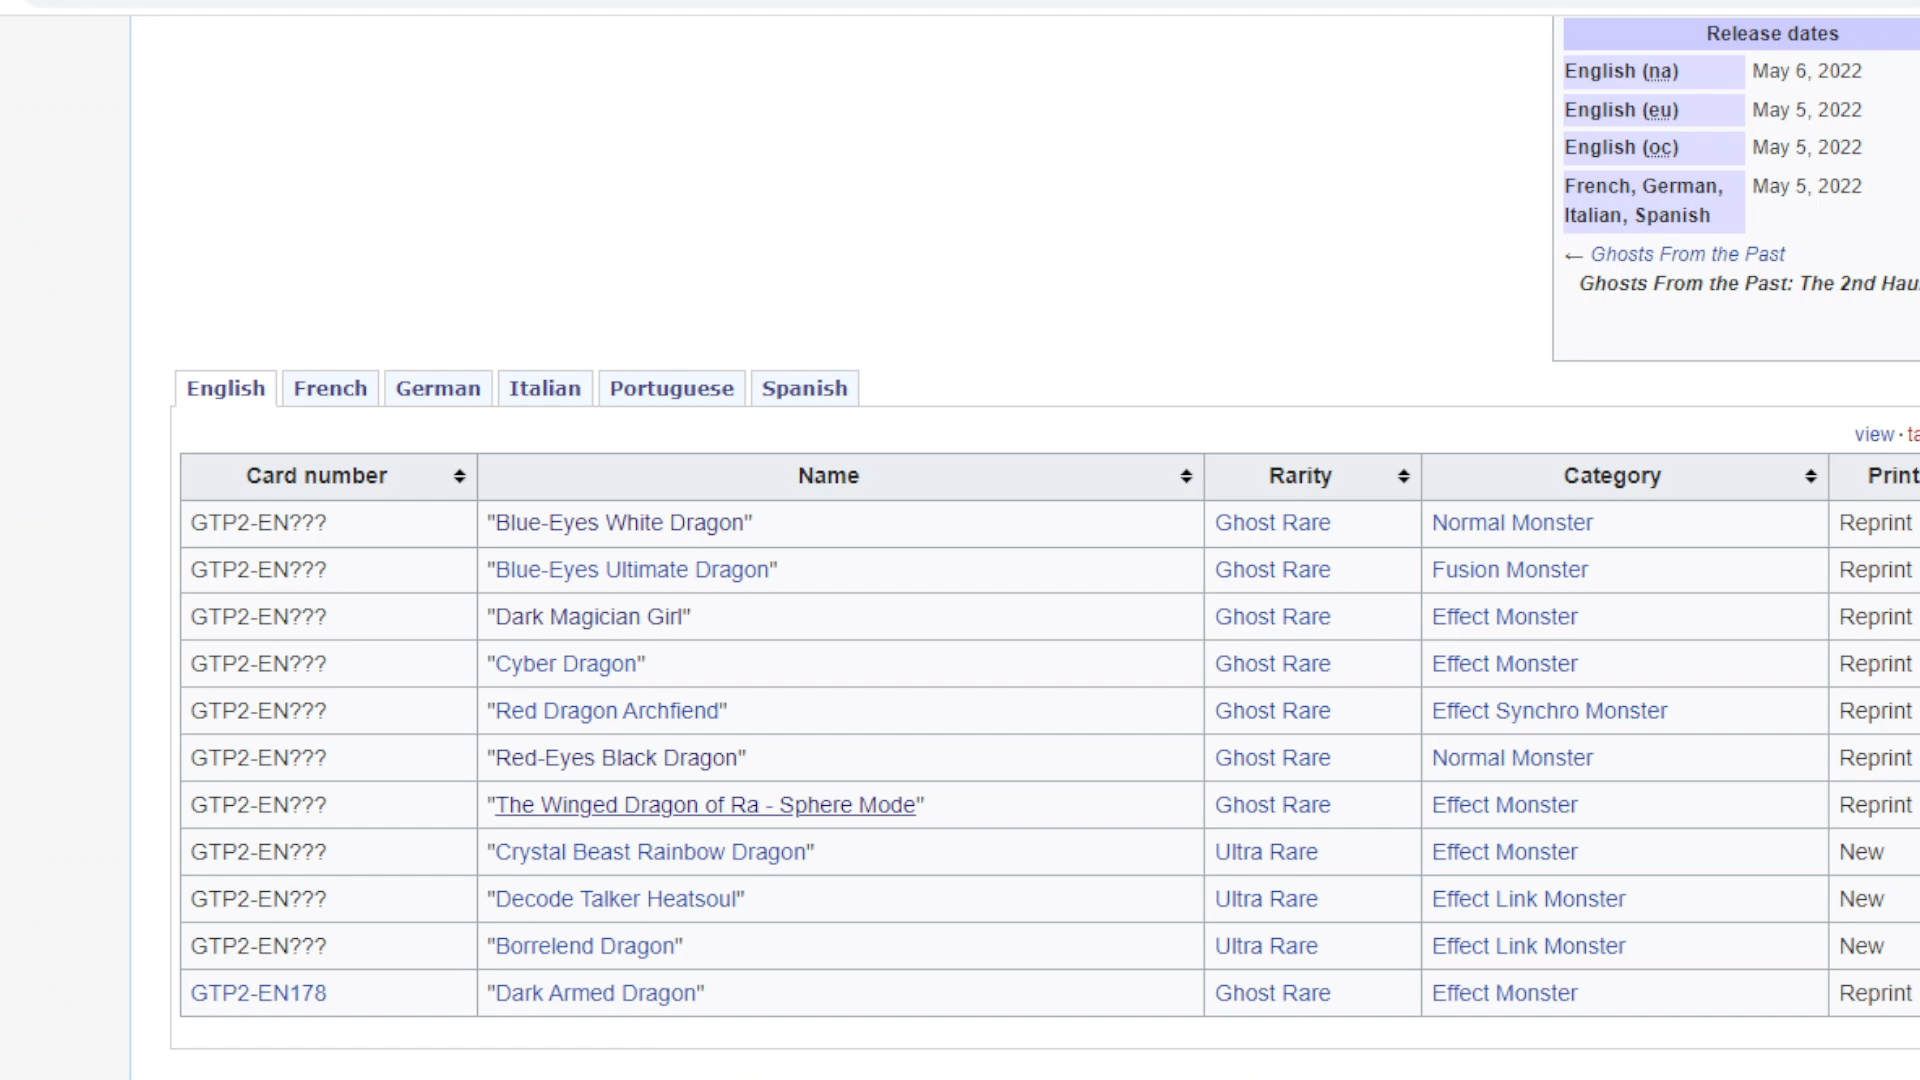 Release dates
English (na) May 6, 2022
English (eu) May 5, 2022
English (oc) May 5, 2022
French, German, May 5, 2022
Italian, Spanish
← Ghosts From the Past
Ghosts From the Past: The 2nd Hau
English French German Italian Portuguese Spanish
view · ta
Card number Name Rarity Category Print
GTP2-EN??? "Blue-Eyes White Dragon" Ghost Rare Normal Monster Reprint
GTP2-EN??? "Blue-Eyes Ultimate Dragon" Ghost Rare Fusion Monster Reprint
GTP2-EN??? "Dark Magician Girl" Ghost Rare Effect Monster Reprint
GTP2-EN??? "Cyber Dragon" Ghost Rare Effect Monster Reprint
GTP2-EN??? "Red Dragon Archfiend" Ghost Rare Effect Synchro Monster Reprint
GTP2-EN??? "Red-Eyes Black Dragon" Ghost Rare Normal Monster Reprint
GTP2-EN??? "The Winged Dragon of Ra - Sphere Mode" Ghost Rare Effect Monster Reprint
GTP2-EN??? "Crystal Beast Rainbow Dragon" Ultra Rare Effect Monster New
GTP2-EN??? "Decode Talker Heatsoul" Ultra Rare Effect Link Monster New
GTP2-EN??? "Borrelend Dragon" Ultra Rare Effect Link Monster New
GTP2-EN178 "Dark Armed Dragon" Ghost Rare Effect Monster Reprint